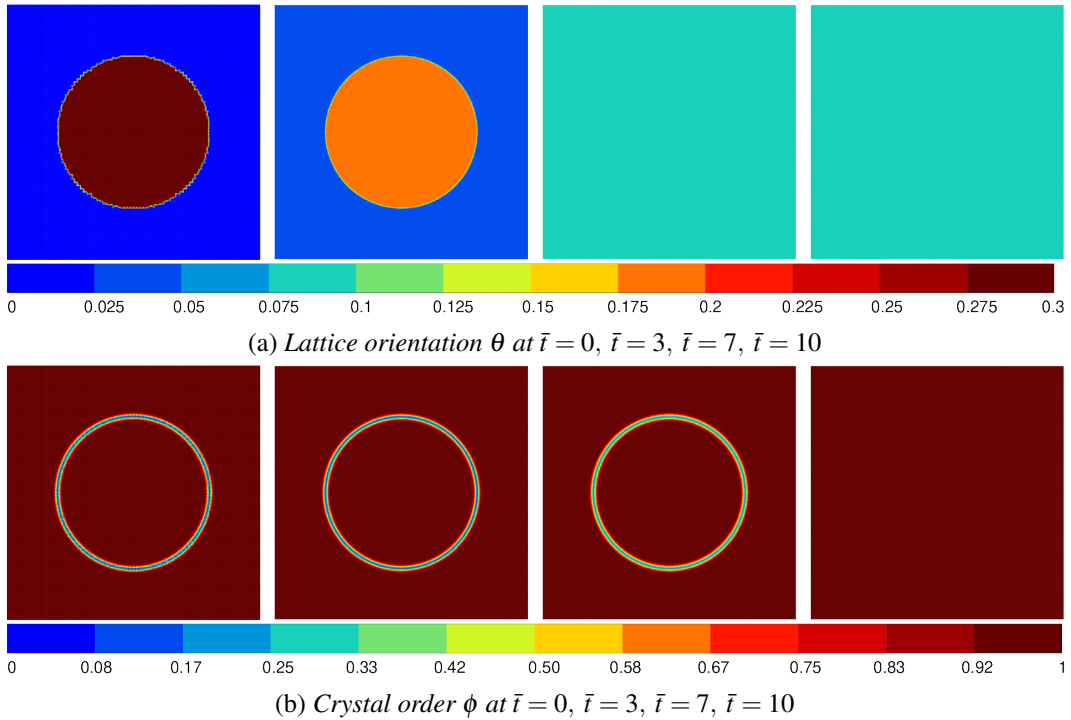 0 0.025 0.05 0.075 0.1 0.125 0.15 0.175 0.2 0.225 0.25 0.275 0.3
(a) Lattice orientation θ at t̄ = 0, t̄ = 3, t̄ = 7, t̄ = 10
0 0.08 0.17 0.25 0.33 0.42 0.50 0.58 0.67 0.75 0.83 0.92 1
(b) Crystal order ϕ at t̄ = 0, t̄ = 3, t̄ = 7, t̄ = 10